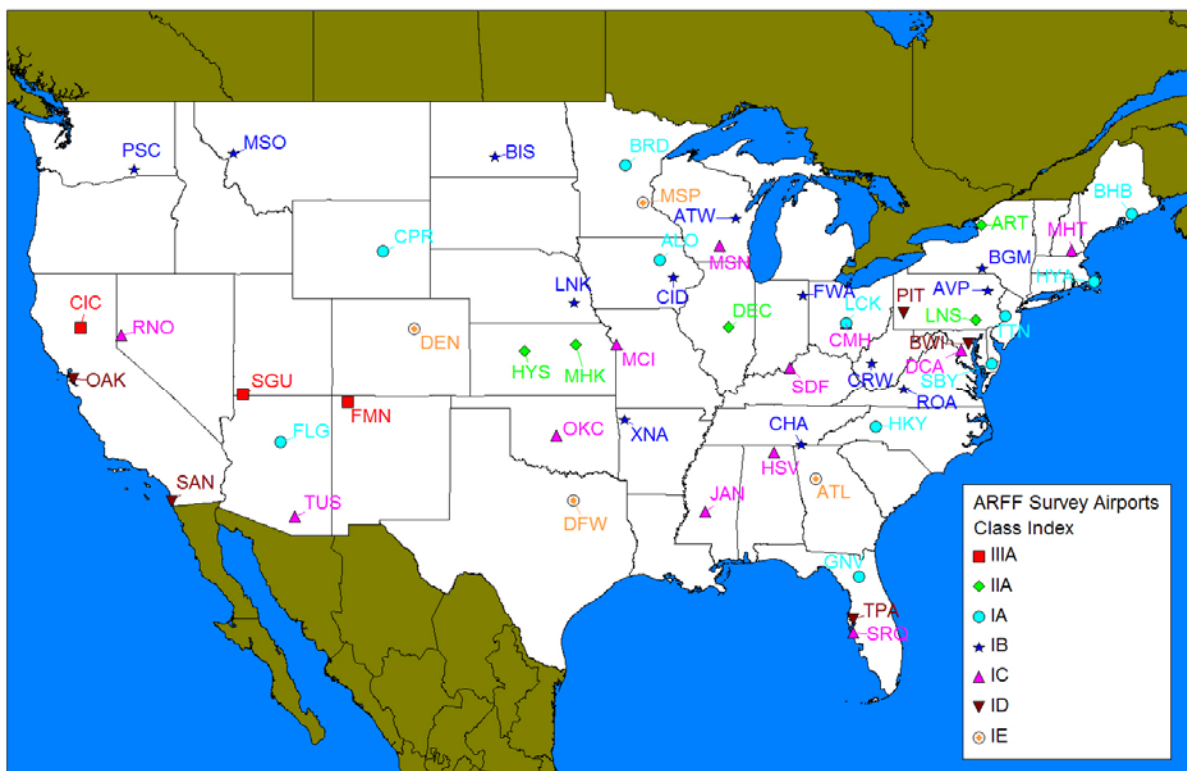 PSC
MSO
BIS
BRD
MSP
ATW
BHB
ART
MHT
CPR
ALO
MSN
BGM
HYA
LNK
CID
FWA
LCK
PIT
AVP
CIC
RNO
DEN
DEC
LNS
TTN
CMH
BWI
HYS
MHK
MCI
DCA
OAK
SGU
FMN
SDF
CRW
SBY
ROA
FLG
OKC
XNA
CHA
HKY
HSV
SAN
TUS
DFW
JAN
ATL
GNV
TPA
SRQ
ARFF Survey Airports
Class Index
IIIA
IIA
IA
IB
IC
ID
IE